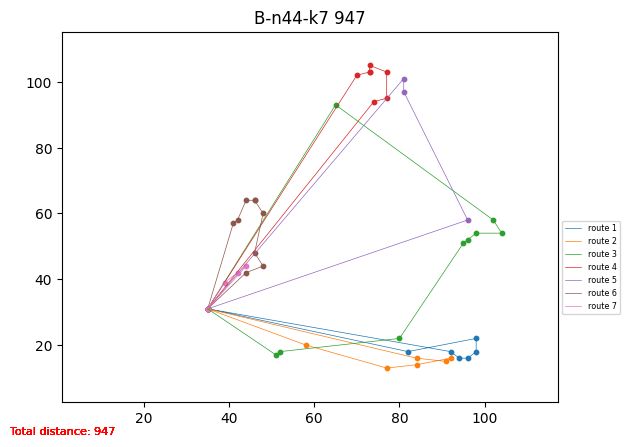 B-n44-k7 947
100
80
60
40
20
20
40
60
80
100
route 1
route 2
route 3
route 4
route 5
route 6
route 7
Total distance: 947